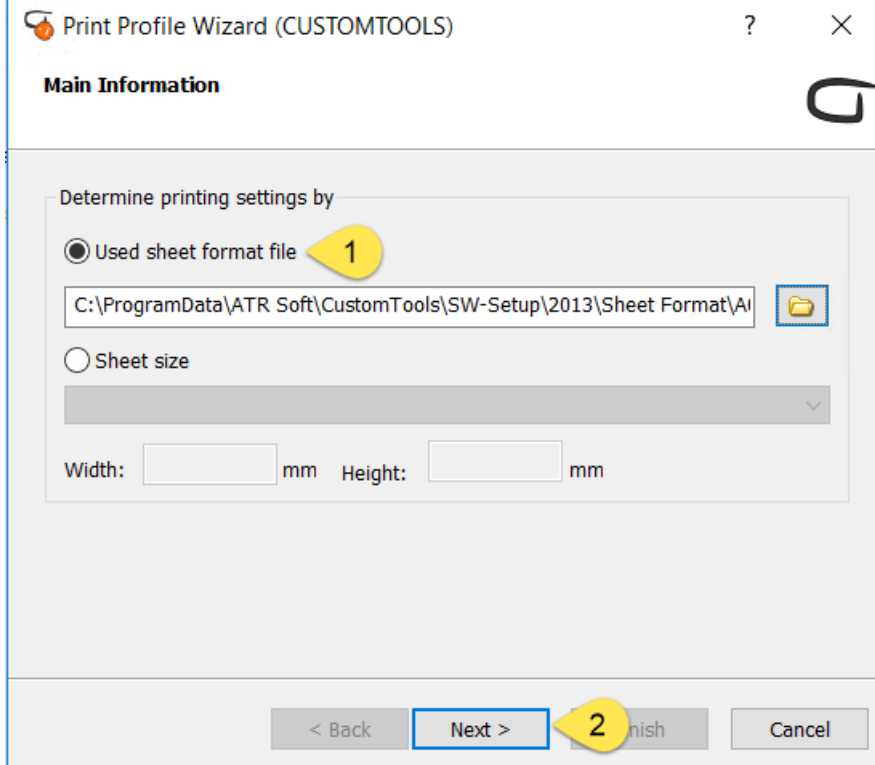 Print Profile Wizard (CUSTOMTOOLS) ?
Main Information
Determine printing settings by
Used sheet format file 1
C:\ProgramData\ATR Soft\CustomTools\SW-Setup\2013\Sheet Format\A
Sheet size
Width: mm Height: mm
< Back Next > 2 nish Cancel